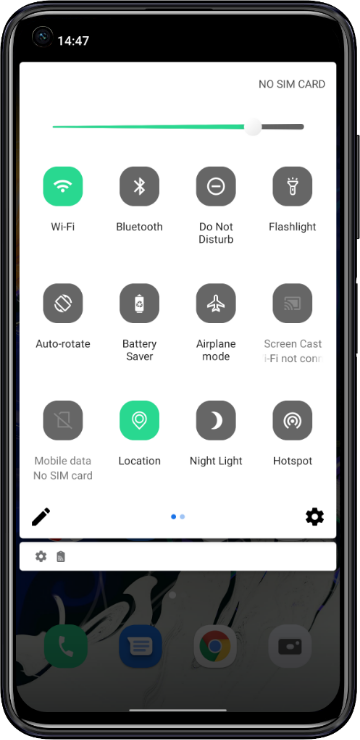 14:47
NO SIM CARD
Wi-Fi Bluetooth Do Not Disturb Flashlight
Auto-rotate Battery Saver Airplane mode Screen Cast
i-Fi not conn
Mobile data Location Night Light Hotspot
No SIM card